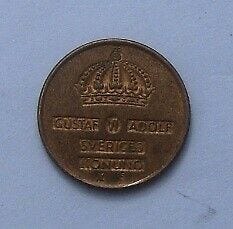 GUSTAF VI ADOLF
SVERIGES
KONUNG